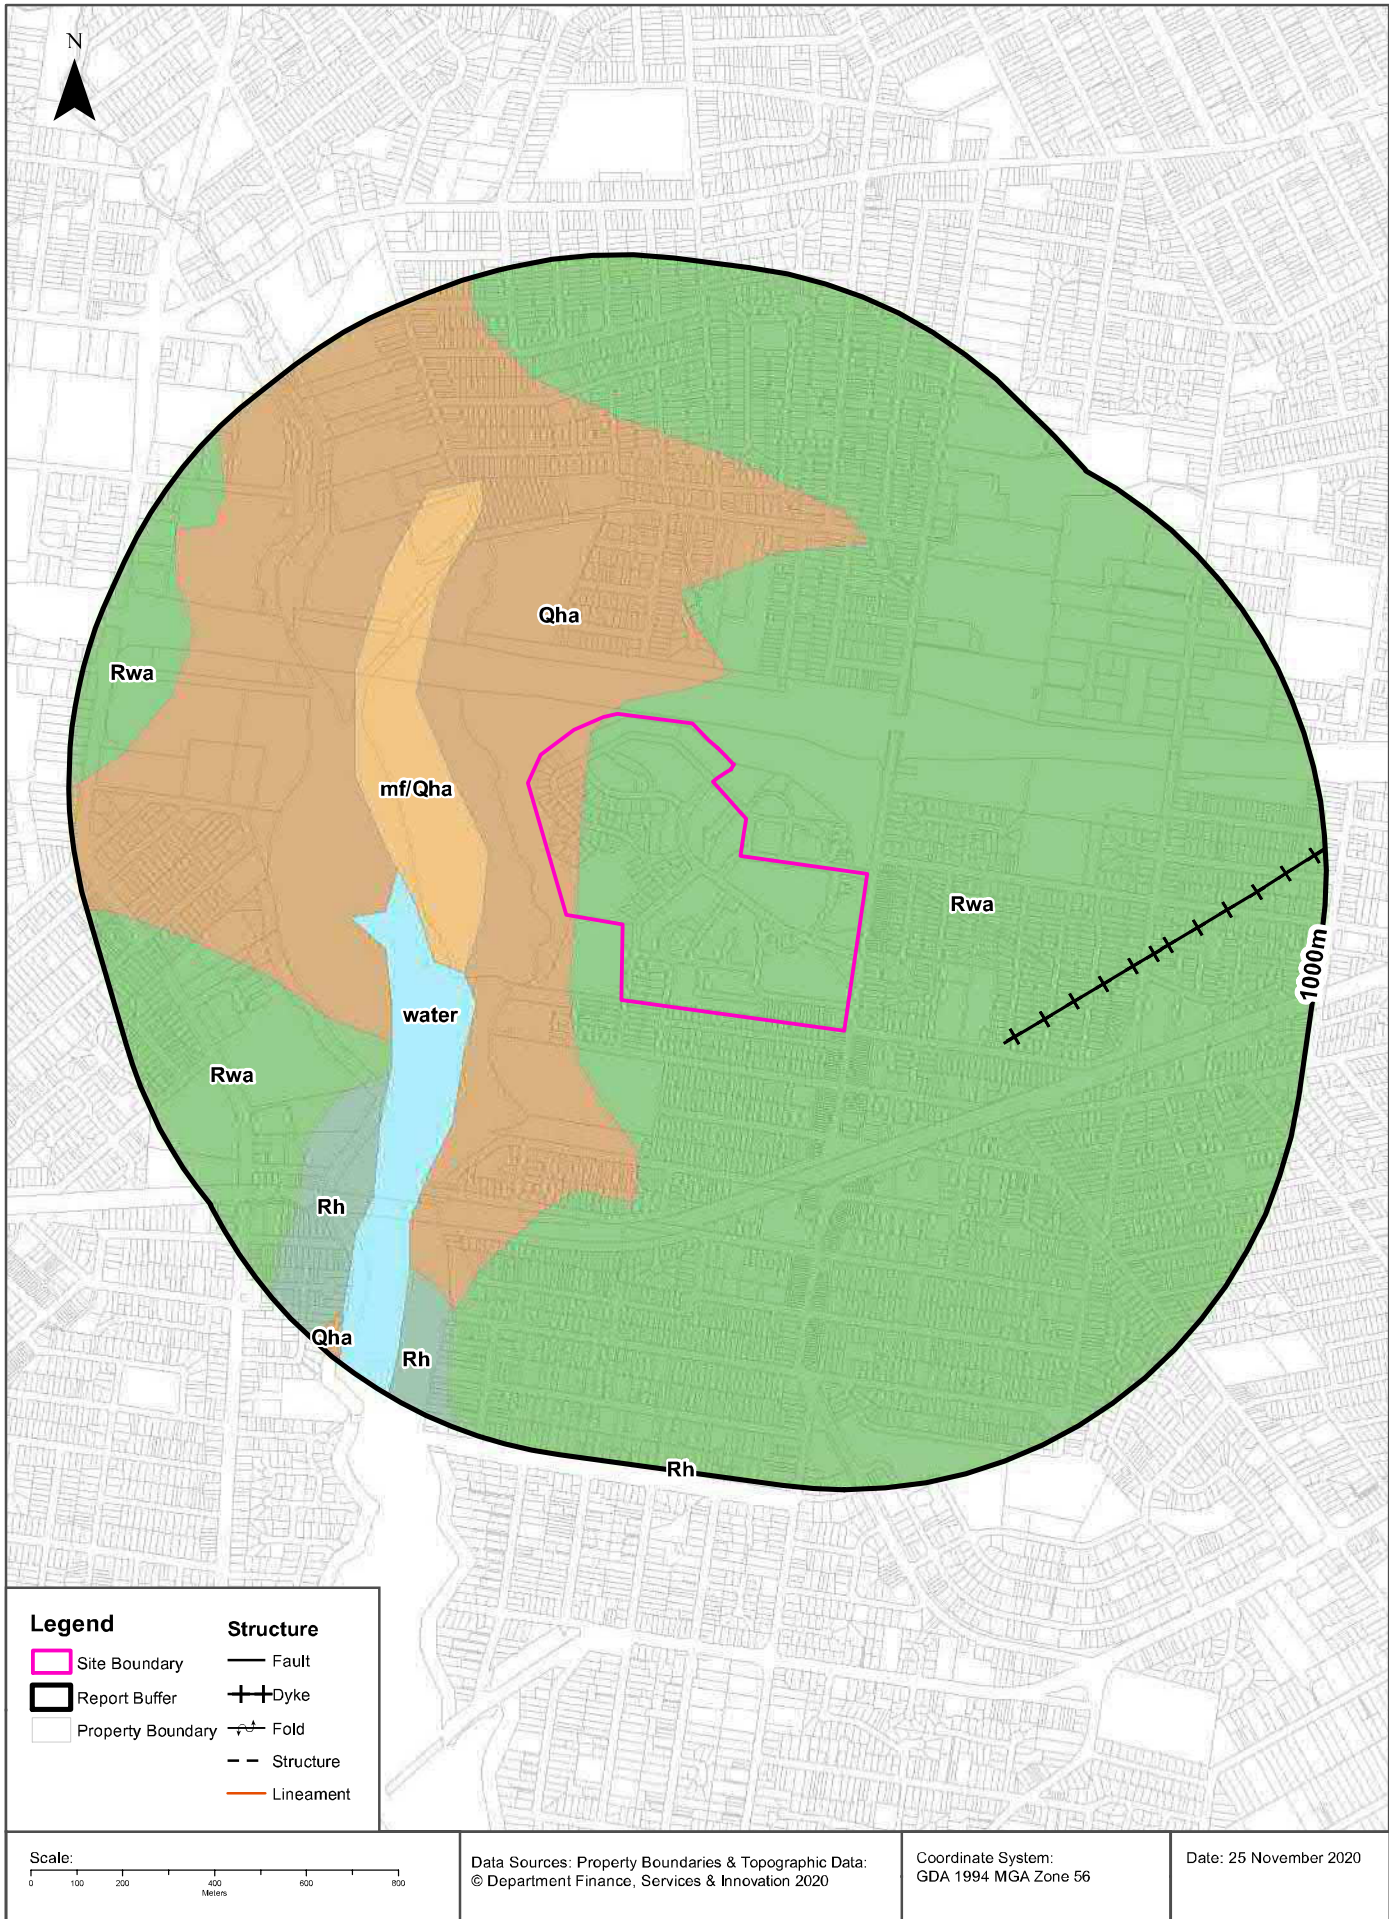 N
Qha
Rwa
mf/Qha
Rwa
1000m
water
Rwa
Rh
Qha
Rh
Rh
Legend
Site Boundary
Report Buffer
Property Boundary
Structure
Fault
Dyke
Fold
Structure
Lineament
Scale:
0 100 200 400 600 800
Meters
Data Sources: Property Boundaries & Topographic Data:
© Department Finance, Services & Innovation 2020
Coordinate System:
GDA 1994 MGA Zone 56
Date: 25 November 2020